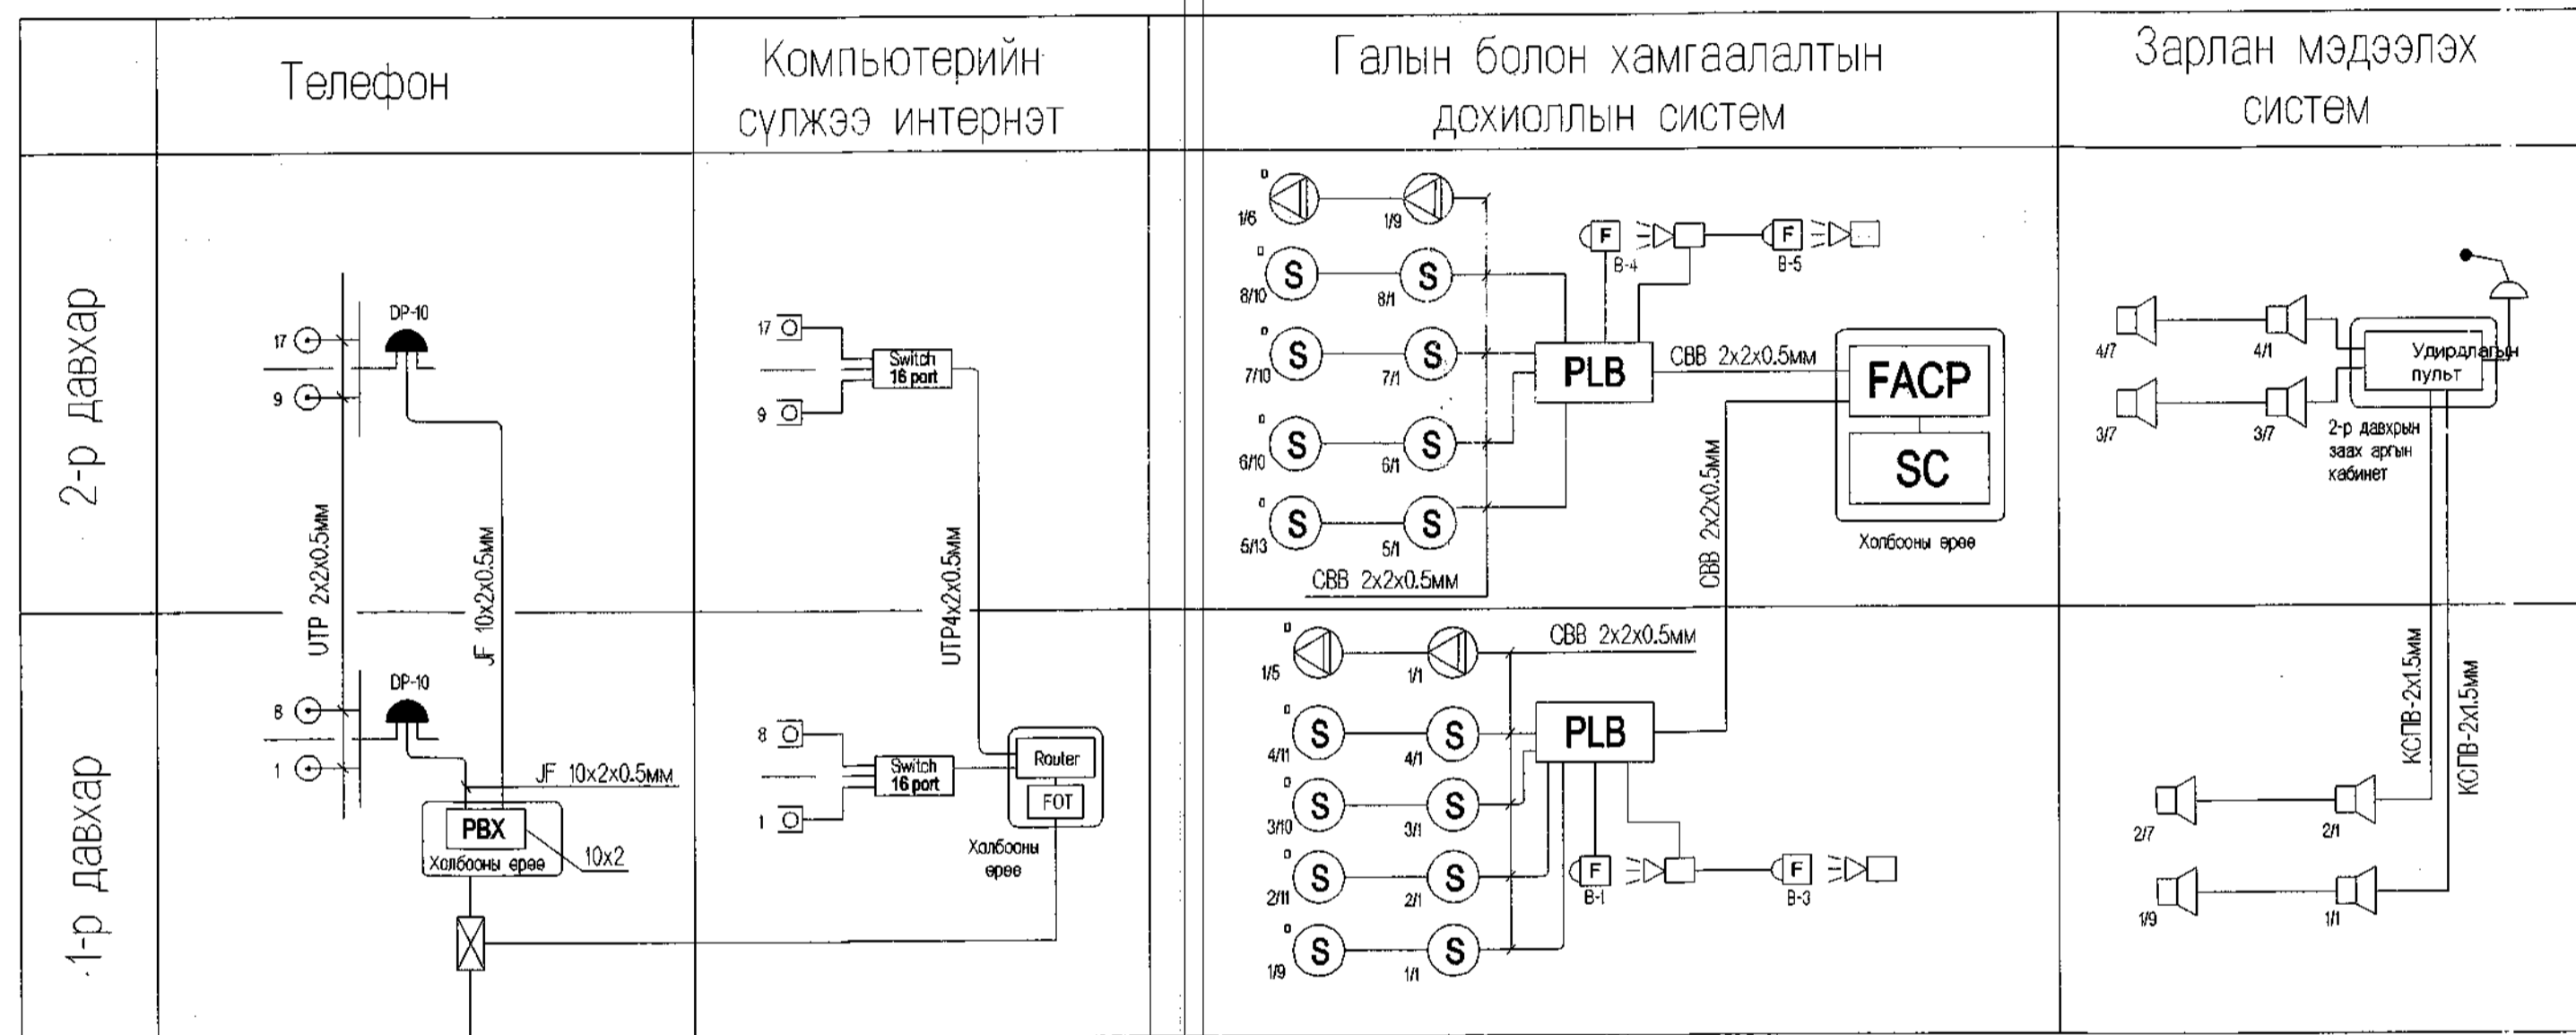 Телефон
Компьютерийн
сүлжээ интернэт
Галын болон хамгаалалтын
дохиоллын систем
Зарлан мэдээлэх
систем
2-р давхар
17
9
DP-10
UTP 2x2x0.5мм
JF 10x2x0.5мм
17
9
Switch
16 port
UTP4x2x0.5мм
1/6
1/9
8/10
8/1
7/10
7/1
6/10
6/1
5/13
5/1
СВВ 2x2x0.5мм
F
B-4
F
B-5
S
S
S
S
S
S
S
S
PLB
СВВ 2x2x0.5мм
СВВ 2x2x0.5мм
FACP
SC
Холбооны өрөө
4/7
4/1
3/7
3/7
Удирдлагын
пульт
2-р давхрын
заах аргын
кабинет
1-р давхар
8
1
DP-10
JF 10x2x0.5мм
PBX
Холбооны өрөө
10x2
8
1
Switch
16 port
Router
FOT
Холбооны
өрөө
1/5
1/1
СВВ 2x2x0.5мм
4/11
4/1
3/10
3/1
2/11
2/1
1/9
1/1
S
S
S
S
S
S
S
S
PLB
F
B-1
F
B-3
КСПВ-2x1.5мм
КСПВ-2x1.5мм
2/7
2/1
1/9
1/1